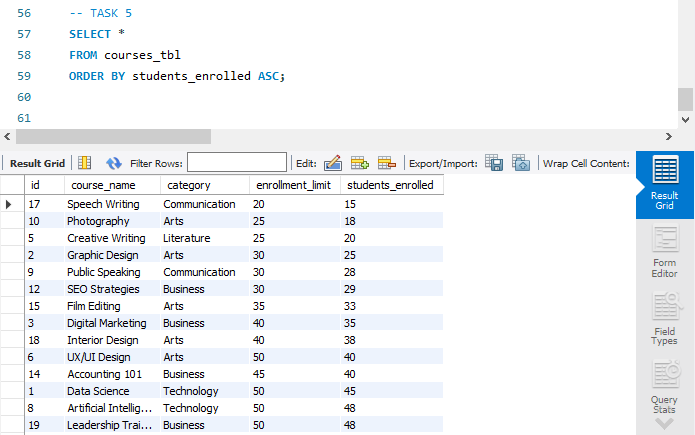 56 -- TASK 5
57 SELECT *
58 FROM courses_tbl
59 ORDER BY students_enrolled ASC;
60
61
Result Grid Filter Rows: Edit: Export/Import: Wrap Cell Content:
id course_name category enrollment_limit students_enrolled
17 Speech Writing Communication 20 15
10 Photography Arts 25 18
5 Creative Writing Literature 25 20
2 Graphic Design Arts 30 25
9 Public Speaking Communication 30 28
12 SEO Strategies Business 30 29
15 Film Editing Arts 35 33
3 Digital Marketing Business 40 35
18 Interior Design Arts 40 38
6 UX/UI Design Arts 50 40
14 Accounting 101 Business 45 40
1 Data Science Technology 50 45
8 Artificial Intellig... Technology 50 48
19 Leadership Trai... Business 50 48
Result
Grid
Form
Editor
Field
Types
Query
Stats